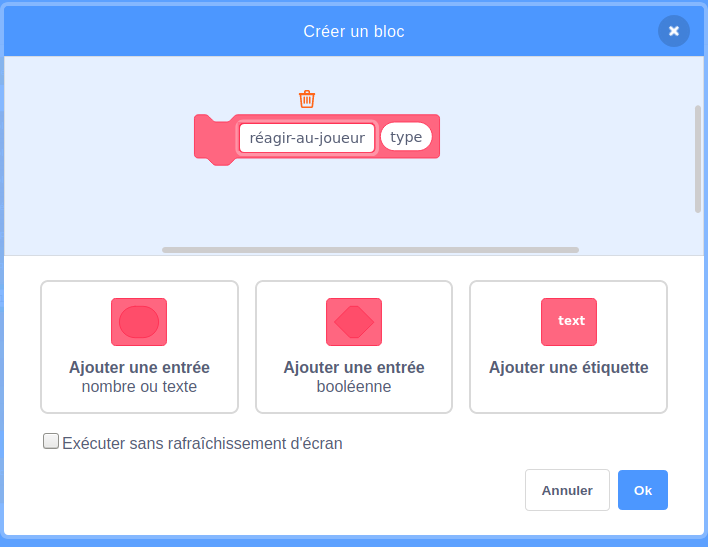 Créer un bloc
réagir-au-joueur type
text
Ajouter une entrée
nombre ou texte
Ajouter une entrée
booléenne
Ajouter une étiquette
Exécuter sans rafraîchissement d'écran
Annuler Ok